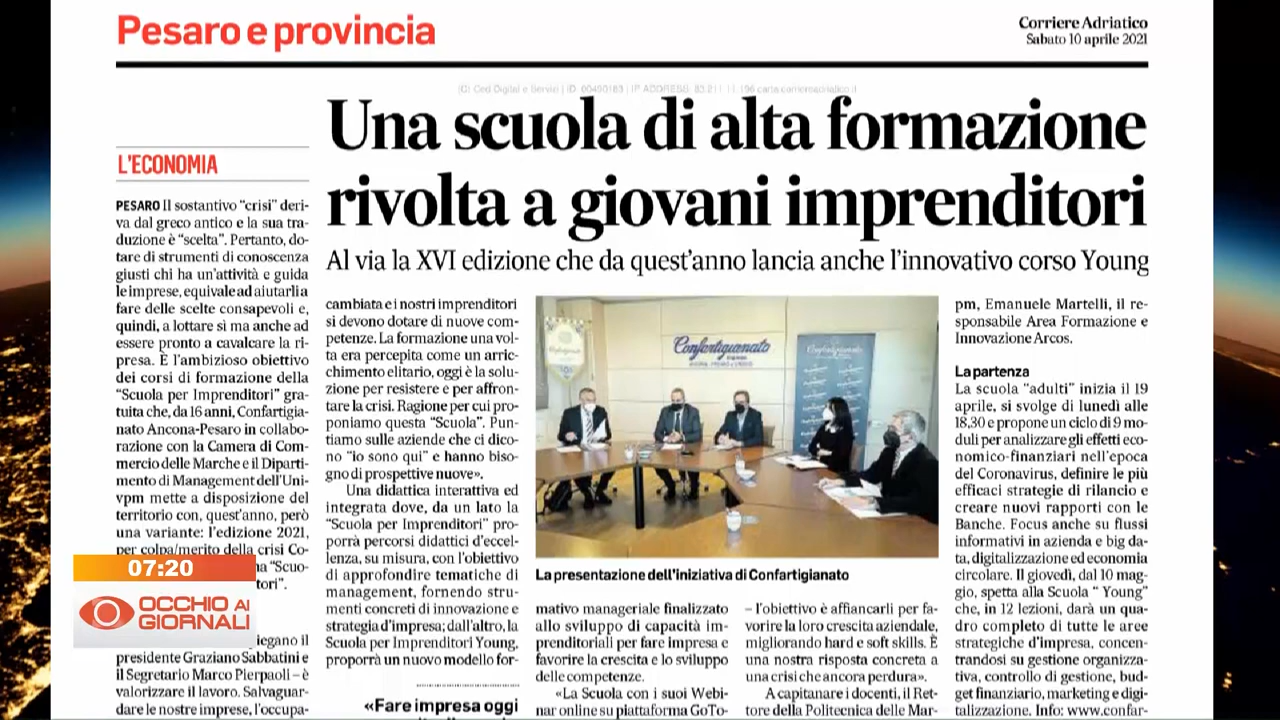 Pesaro e provincia
Corriere Adriatico
Sabato 10 aprile 2021
Una scuola di alta formazione
rivolta a giovani imprenditori
Al via la XVI edizione che da quest'anno lancia anche l'innovativo corso Young
L'ECONOMIA
PESARO Il sostantivo “crisi” deri-
va dal greco antico e la sua tra-
duzione è “scelta”. Pertanto, do-
tare di strumenti di conoscenza
giusti chi ha un'attività e guida
le imprese, equivale ad aiutarli a
fare delle scelte consapevoli e,
quindi, a lottare sì ma anche ad
essere pronto a cavalcare la ri-
presa. È l'ambizioso obiettivo
dei corsi di formazione della
“Scuola per Imprenditori” gra-
tuita che, da 16 anni, Confartigia-
nato Ancona-Pesaro in collabo-
razione con la Camera di Com-
mercio delle Marche e il Diparti-
mento di Management dell'Uni-
vpm mette a disposizione del
territorio con, quest'anno, però
una variante: l'edizione 2021,
per colpa/merito della crisi Co-
na “Scuo-
tori”.
iegano il
presidente Graziano Sabbatini e
il Segretario Marco Pierpaoli – è
valorizzare il lavoro. Salvaguar-
dare le nostre imprese, l'occupa-
cambiata e i nostri imprenditori
si devono dotare di nuove com-
petenze. La formazione una vol-
ta era percepita come un arric-
chimento elitario, oggi è la solu-
zione per resistere e per affron-
tare la crisi. Ragione per cui pro-
poniamo questa “Scuola”. Pun-
tiamo sulle aziende che ci dico-
no “io sono qui” e hanno biso-
gno di prospettive nuove».
Una didattica interattiva ed
integrata dove, da un lato la
“Scuola per Imprenditori” pro-
porrà percorsi didattici d'eccel-
lenza, su misura, con l'obiettivo
di approfondire tematiche di
management, fornendo stru-
menti concreti di innovazione e
strategia d'impresa; dall'altro, la
Scuola per Imprenditori Young,
proporrà un nuovo modello for-
«Fare impresa oggi
Confartigianato
Confartigianato
La presentazione dell'iniziativa di Confartigianato
mativo manageriale finalizzato
allo sviluppo di capacità im-
prenditoriali per fare impresa e
favorire la crescita e lo sviluppo
delle competenze.
«La Scuola con i suoi Webi-
nar online su piattaforma GoTo-
– l'obiettivo è affiancarli per fa-
vorire la loro crescita aziendale,
migliorando hard e soft skills. È
una nostra risposta concreta a
una crisi che ancora perdura».
A capitanare i docenti, il Ret-
tore della Politecnica delle Mar-
pm, Emanuele Martelli, il re-
sponsabile Area Formazione e
Innovazione Arcos.
La partenza
La scuola “adulti” inizia il 19
aprile, si svolge di lunedì alle
18,30 e propone un ciclo di 9 mo-
duli per analizzare gli effetti eco-
nomico-finanziari nell'epoca
del Coronavirus, definire le più
efficaci strategie di rilancio e
creare nuovi rapporti con le
Banche. Focus anche su flussi
informativi in azienda e big da-
ta, digitalizzazione ed economia
circolare. Il giovedì, dal 10 mag-
gio, spetta alla Scuola “ Young”
che, in 12 lezioni, darà un qua-
dro completo di tutte le aree
strategiche d'impresa, concen-
trandosi su gestione organizza-
tiva, controllo di gestione, bud-
get finanziario, marketing e digi-
talizzazione. Info: www.confar-
07:20
OCCHIO AI
GIORNALI